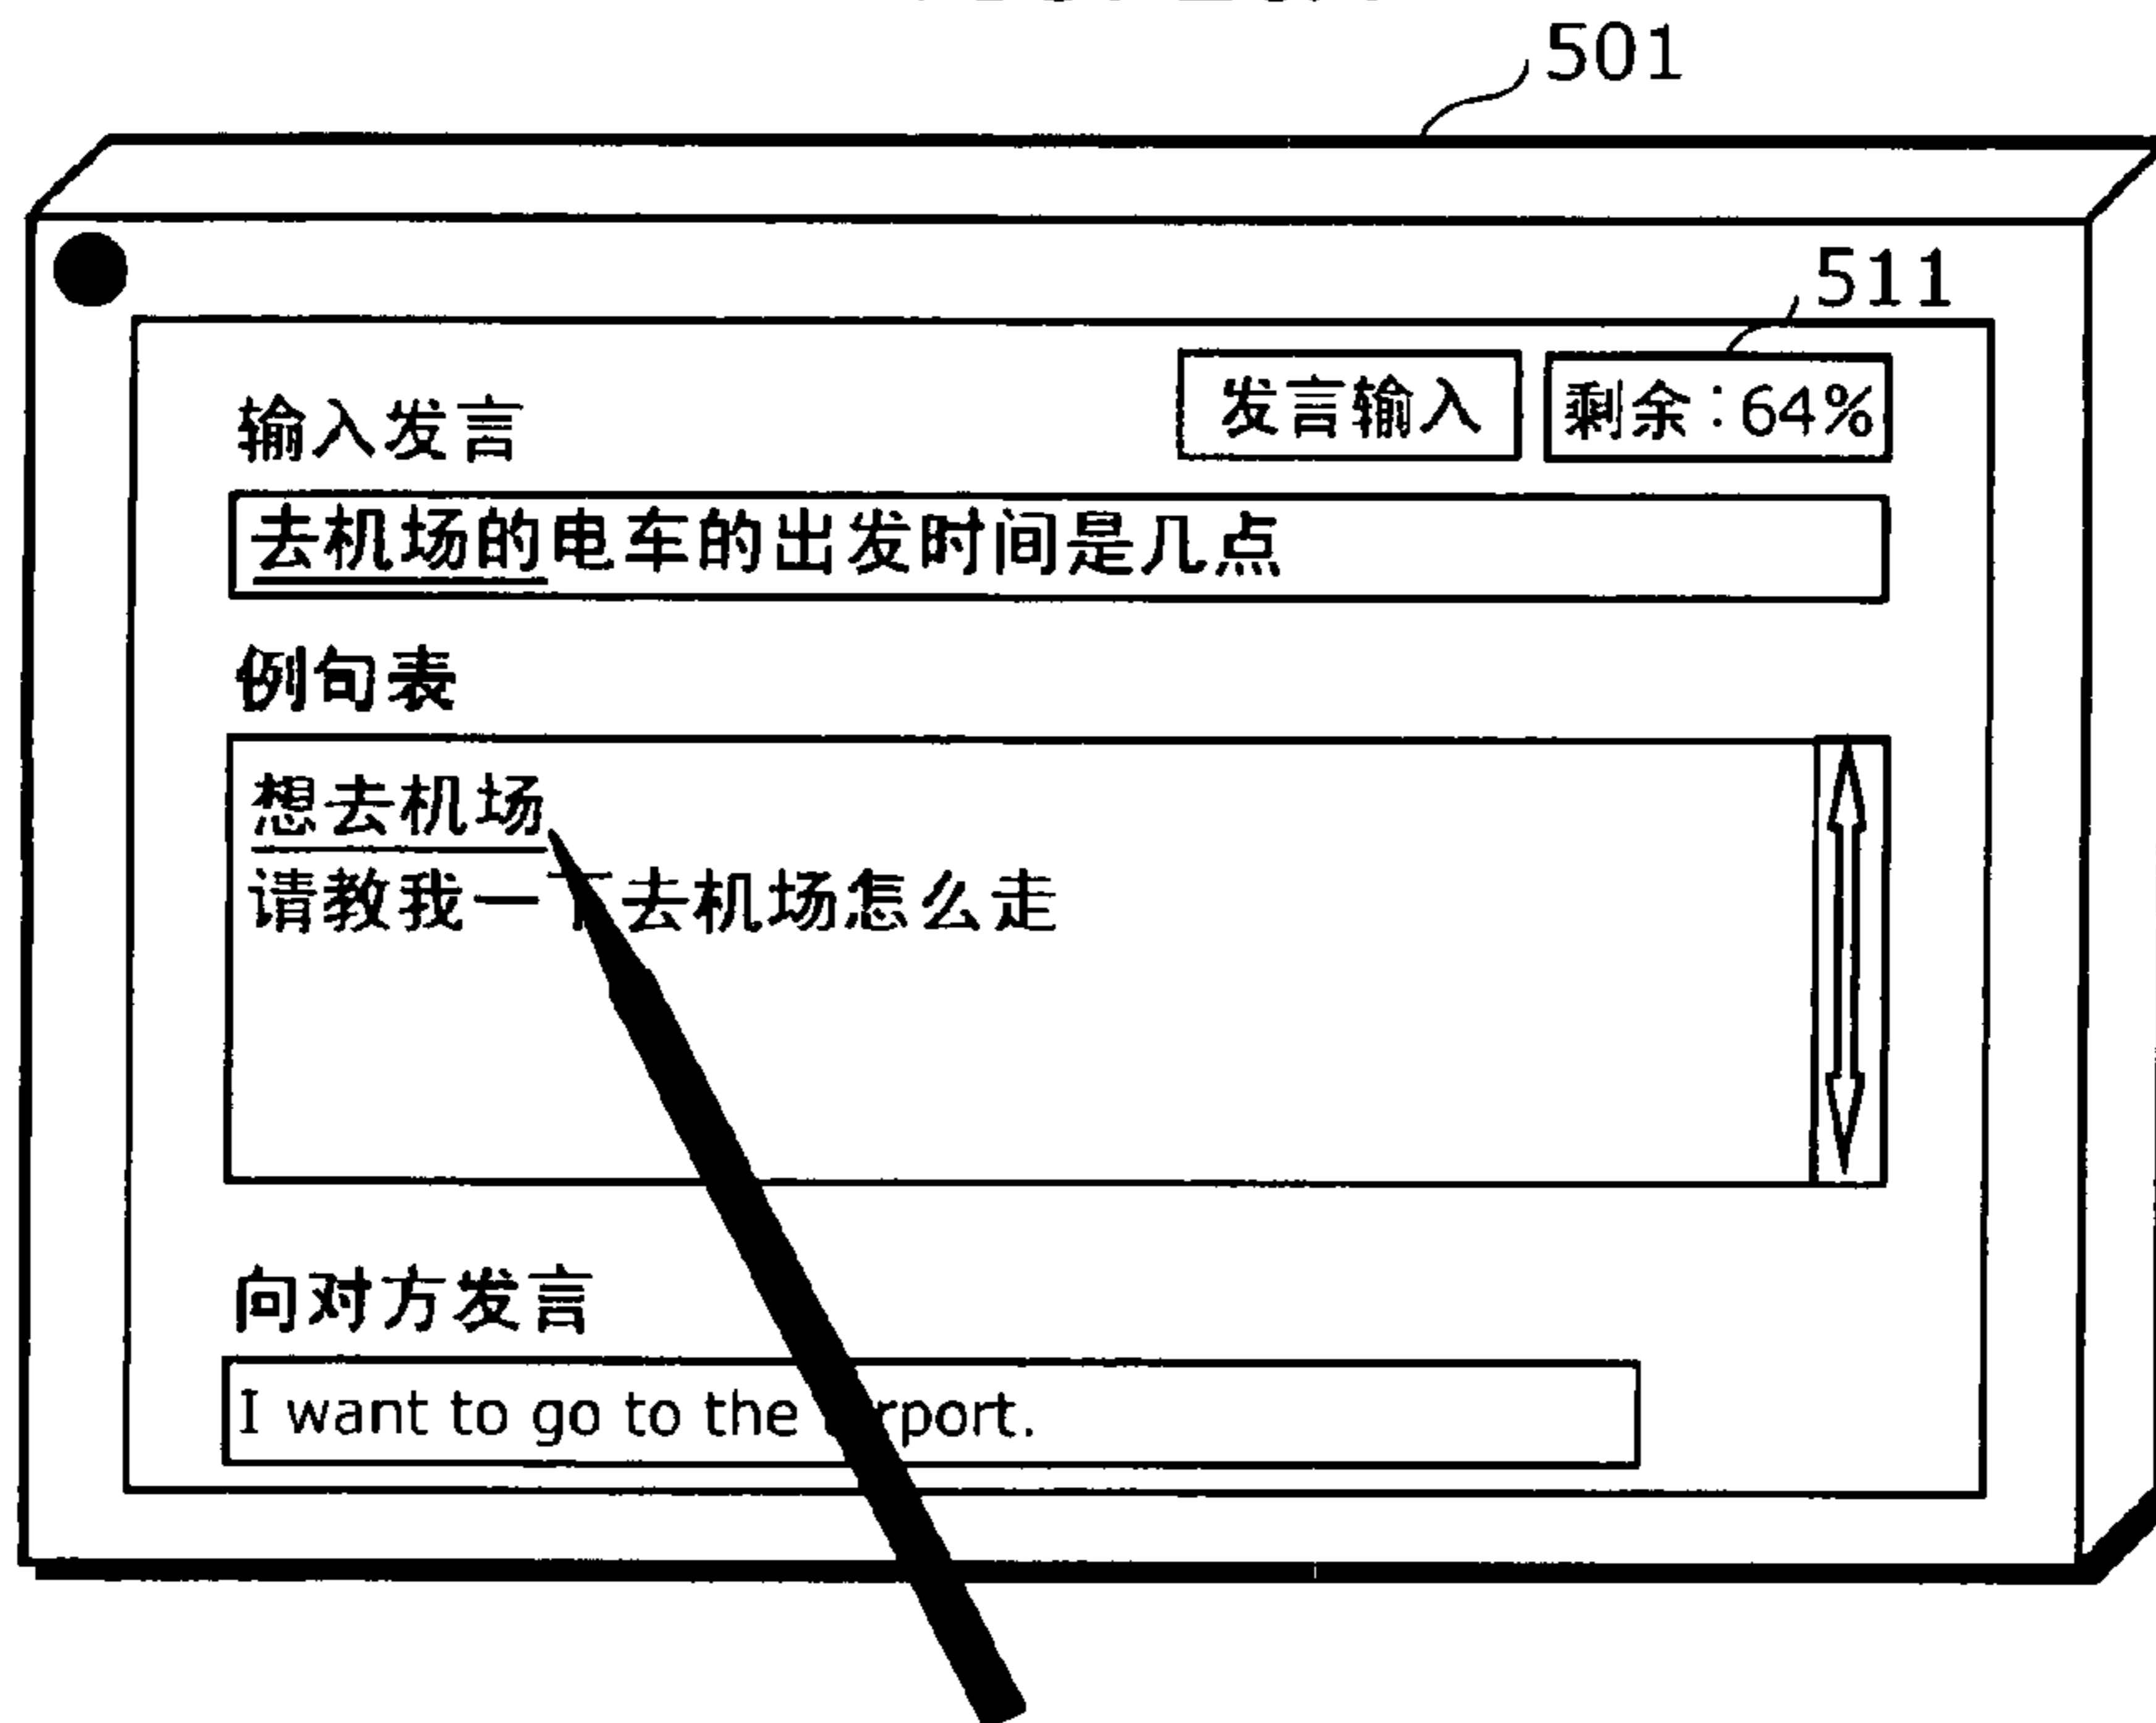 501
511
输入发言
发言输入
剩余:64%
去机场的电车的出发时间是几点
例句表
想去机场
请教我一下去机场怎么走
向对方发言
I want to go to the rport.